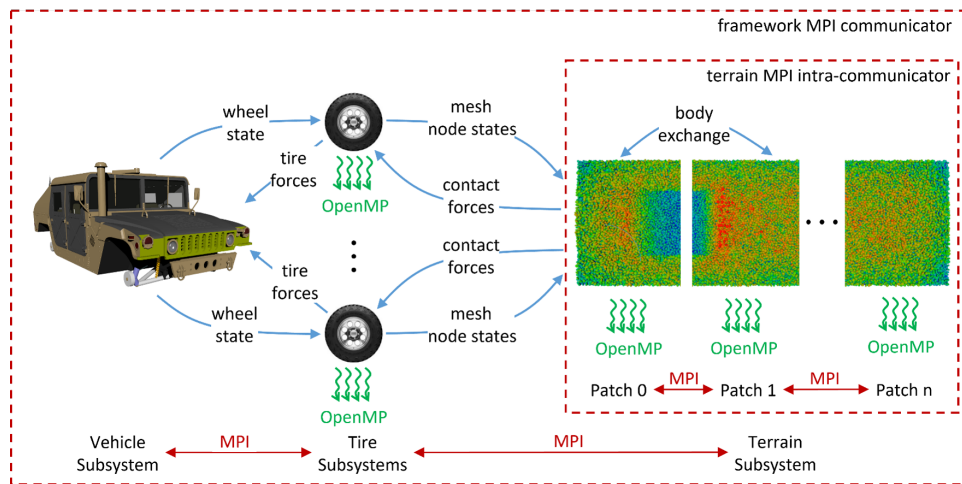 framework MPI communicator
terrain MPI intra-communicator
wheel
state
mesh
node states
body
exchange
tire
forces
OpenMP
contact
forces
contact
forces
tire
forces
wheel
state
mesh
node states
OpenMP
OpenMP
OpenMP
OpenMP
Patch 0
MPI
Patch 1
MPI
Patch n
Vehicle
Subsystem
MPI
Tire
Subsystems
MPI
Terrain
Subsystem